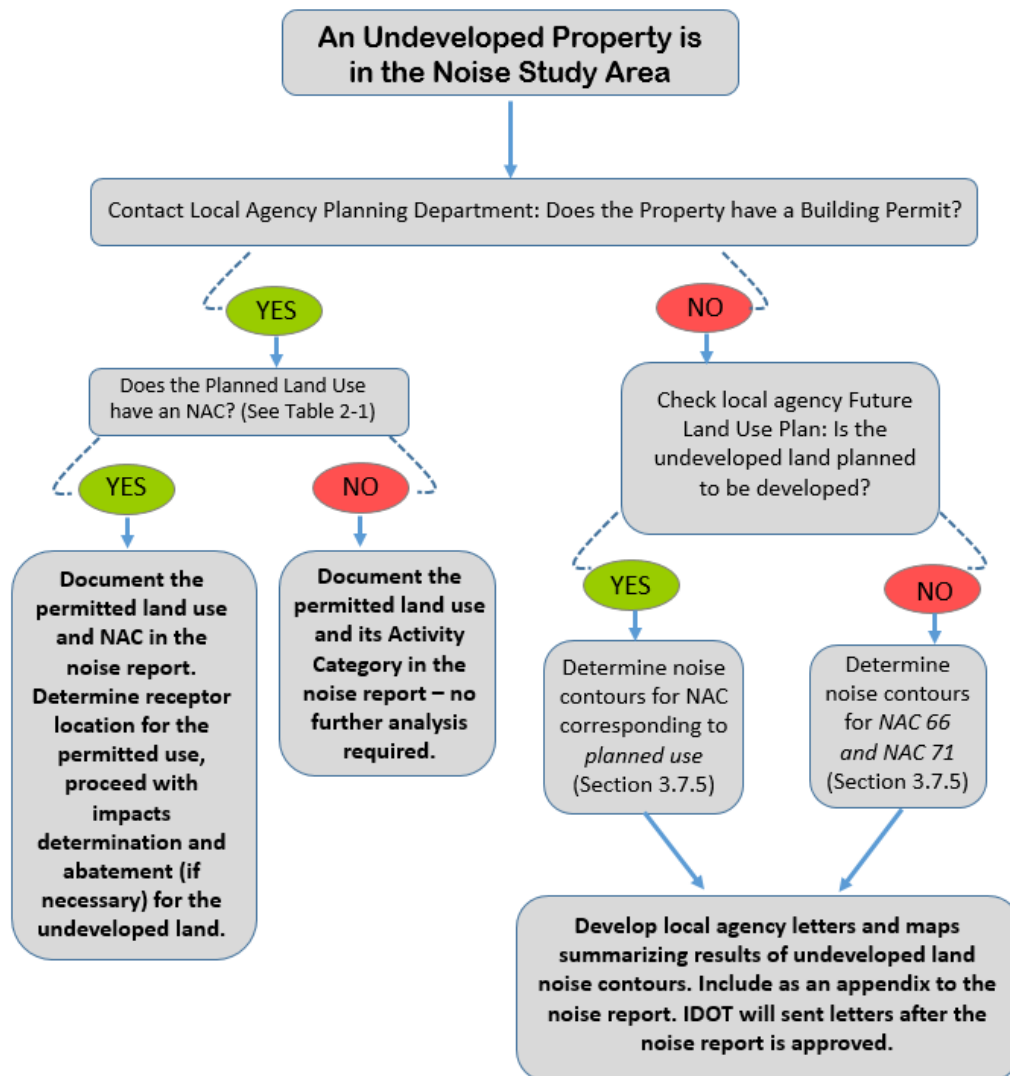 An Undeveloped Property is
in the Noise Study Area
Contact Local Agency Planning Department: Does the Property have a Building Permit?
YES
NO
Does the Planned Land Use
have an NAC? (See Table 2-1)
Check local agency Future
Land Use Plan: Is the
undeveloped land planned
to be developed?
YES
NO
YES
NO
Document the
permitted land use
and NAC in the
noise report.
Determine receptor
location for the
permitted use,
proceed with
impacts
determination and
abatement (if
necessary) for the
undeveloped land.
Document the
permitted land use
and its Activity
Category in the
noise report – no
further analysis
required.
Determine noise
contours for NAC
corresponding to
planned use
(Section 3.7.5)
Determine
noise contours
for NAC 66
and NAC 71
(Section 3.7.5)
Develop local agency letters and maps
summarizing results of undeveloped land
noise contours. Include as an appendix to the
noise report. IDOT will sent letters after the
noise report is approved.